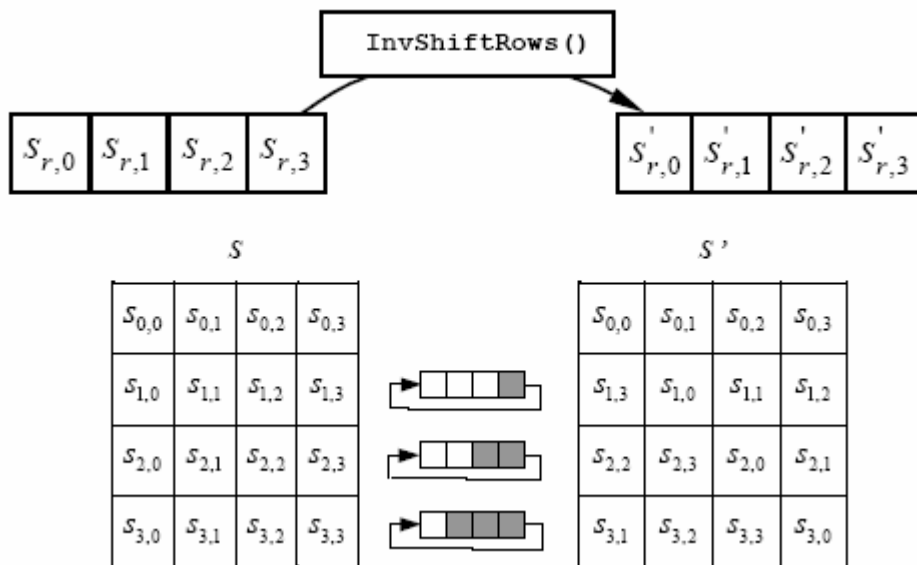 InvShiftRows()
S_{r,0} S_{r,1} S_{r,2} S_{r,3} S'_{r,0} S'_{r,1} S'_{r,2} S'_{r,3}
S S’
s_{0,0} s_{0,1} s_{0,2} s_{0,3} s_{0,0} s_{0,1} s_{0,2} s_{0,3}
s_{1,0} s_{1,1} s_{1,2} s_{1,3} s_{1,3} s_{1,0} s_{1,1} s_{1,2}
s_{2,0} s_{2,1} s_{2,2} s_{2,3} s_{2,2} s_{2,3} s_{2,0} s_{2,1}
s_{3,0} s_{3,1} s_{3,2} s_{3,3} s_{3,1} s_{3,2} s_{3,3} s_{3,0}